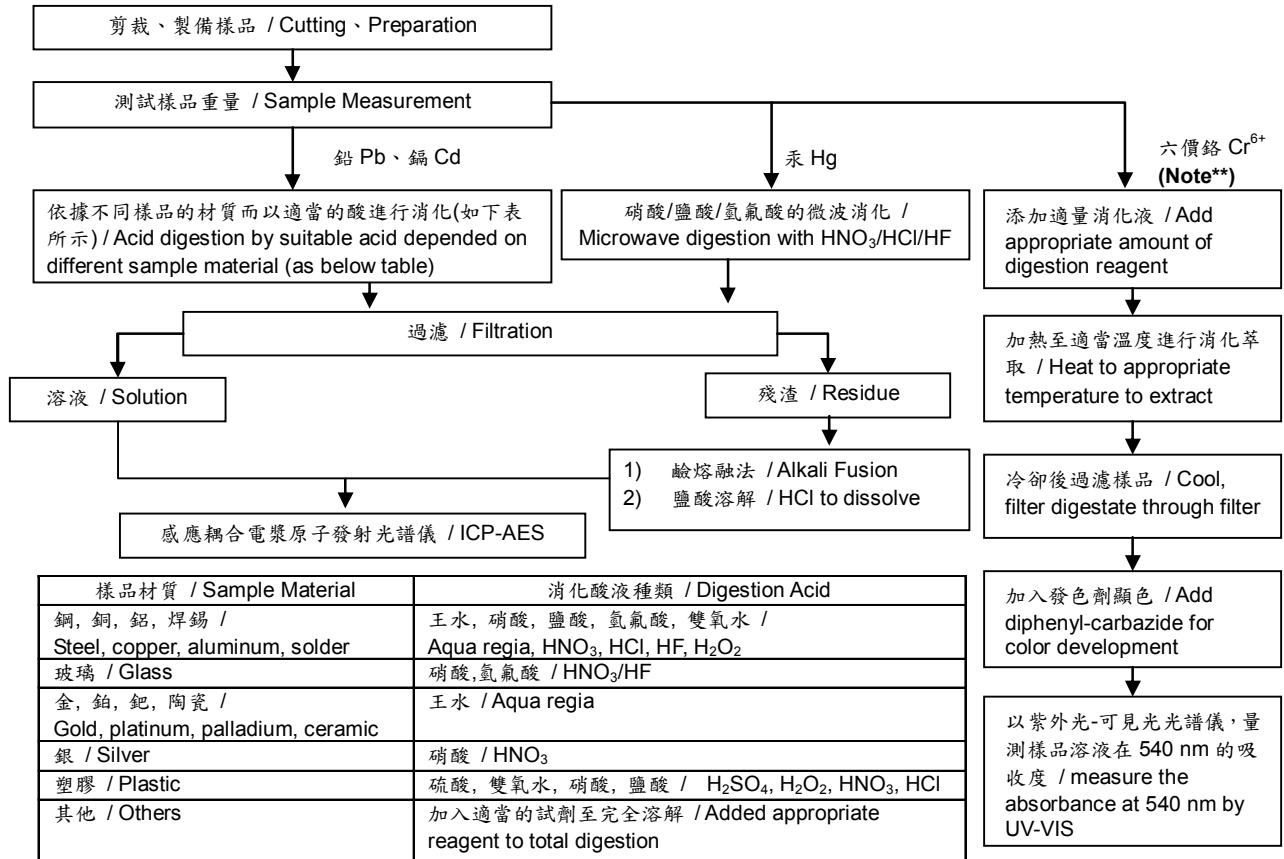 剪裁、製備樣品 / Cutting、Preparation
測試樣品重量 / Sample Measurement
鉛 Pb、鎘 Cd
汞 Hg
六價鉻 Cr⁶⁺
(Note**)
依據不同樣品的材質而以適當的酸進行消化(如下表
所示) / Acid digestion by suitable acid depended on
different sample material (as below table)
硝酸/鹽酸/氫氟酸的微波消化 /
Microwave digestion with HNO₃/HCl/HF
添加適量消化液 / Add
appropriate amount of
digestion reagent
過濾 / Filtration
加熱至適當溫度進行消化萃
取 / Heat to appropriate
temperature to extract
溶液 / Solution
殘渣 / Residue
1) 鹼熔融法 / Alkali Fusion
2) 鹽酸溶解 / HCl to dissolve
冷卻後過濾樣品 / Cool,
filter digestate through filter
感應耦合電漿原子發射光譜儀 / ICP-AES
加入發色劑顯色 / Add
diphenyl-carbazide for
color development
以紫外光-可見光光譜儀，量
測樣品溶液在 540 nm 的吸
收度 / measure the
absorbance at 540 nm by
UV-VIS
樣品材質 / Sample Material 消化酸液種類 / Digestion Acid
鋼, 銅, 鋁, 焊錫 / 王水, 硝酸, 鹽酸, 氫氟酸, 雙氧水 /
Steel, copper, aluminum, solder Aqua regia, HNO₃, HCl, HF, H₂O₂
玻璃 / Glass 硝酸,氫氟酸 / HNO₃/HF
金, 鉑, 鈀, 陶瓷 / 王水 / Aqua regia
Gold, platinum, palladium, ceramic
銀 / Silver 硝酸 / HNO₃
塑膠 / Plastic 硫酸, 雙氧水, 硝酸, 鹽酸 / H₂SO₄, H₂O₂, HNO₃, HCl
其他 / Others 加入適當的試劑至完全溶解 / Added appropriate
reagent to total digestion